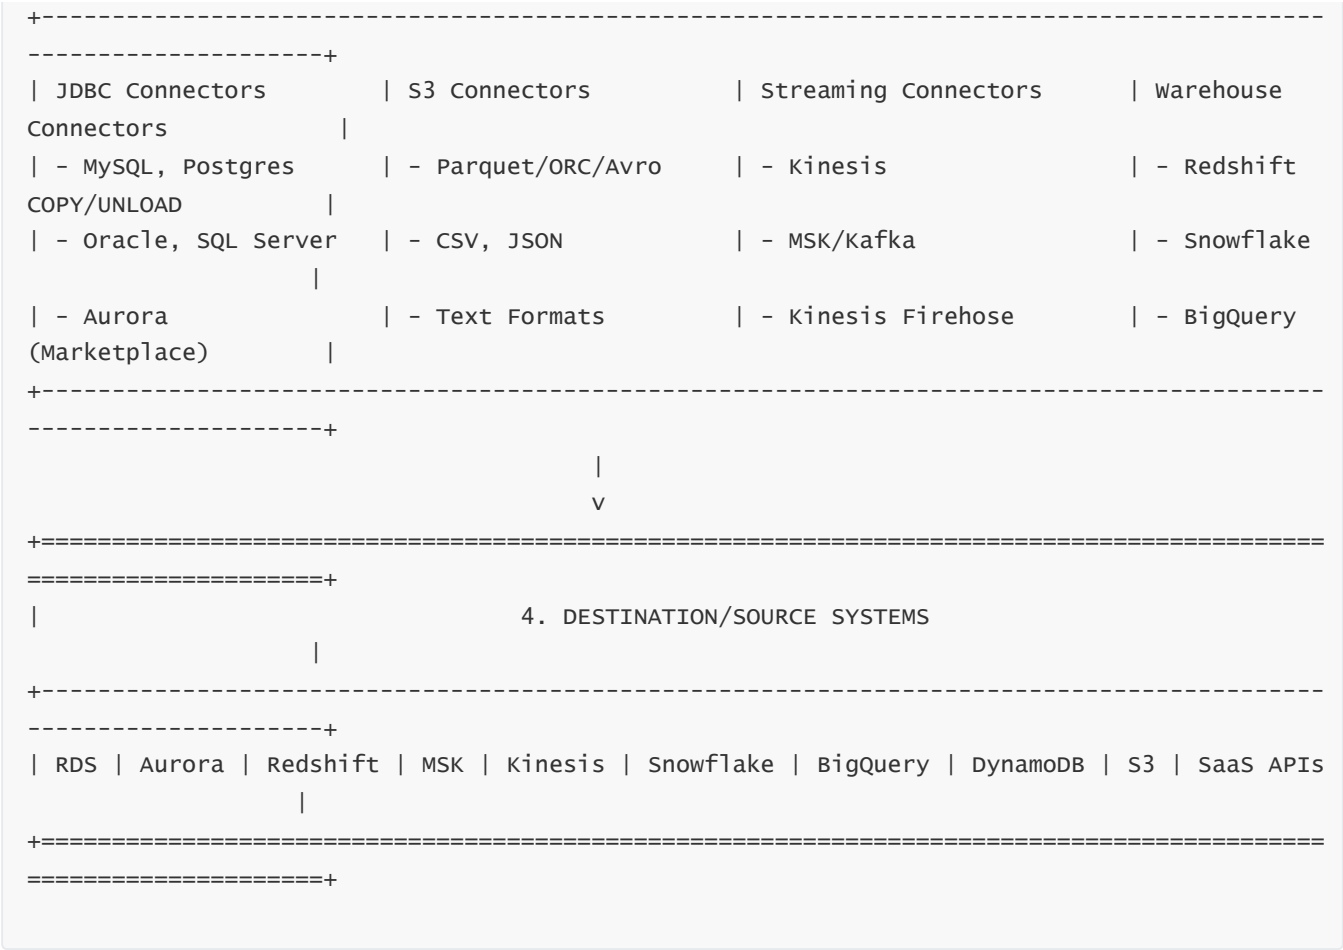 +-------------------------------------------------------------------------------------------
---------------------+
| JDBC Connectors        | S3 Connectors          | Streaming Connectors      | Warehouse
Connectors            |
| - MySQL, Postgres      | - Parquet/ORC/Avro     | - Kinesis                 | - Redshift
COPY/UNLOAD          |
| - Oracle, SQL Server   | - CSV, JSON            | - MSK/Kafka               | - Snowflake
                    |
| - Aurora               | - Text Formats         | - Kinesis Firehose        | - BigQuery
(Marketplace)        |
+-------------------------------------------------------------------------------------------
---------------------+
                                        |
                                        v
+===========================================================================================
=====================+
|                                  4. DESTINATION/SOURCE SYSTEMS
                    |
+-------------------------------------------------------------------------------------------
---------------------+
| RDS | Aurora | Redshift | MSK | Kinesis | Snowflake | BigQuery | DynamoDB | S3 | SaaS APIs
                   |
+===========================================================================================
=====================+